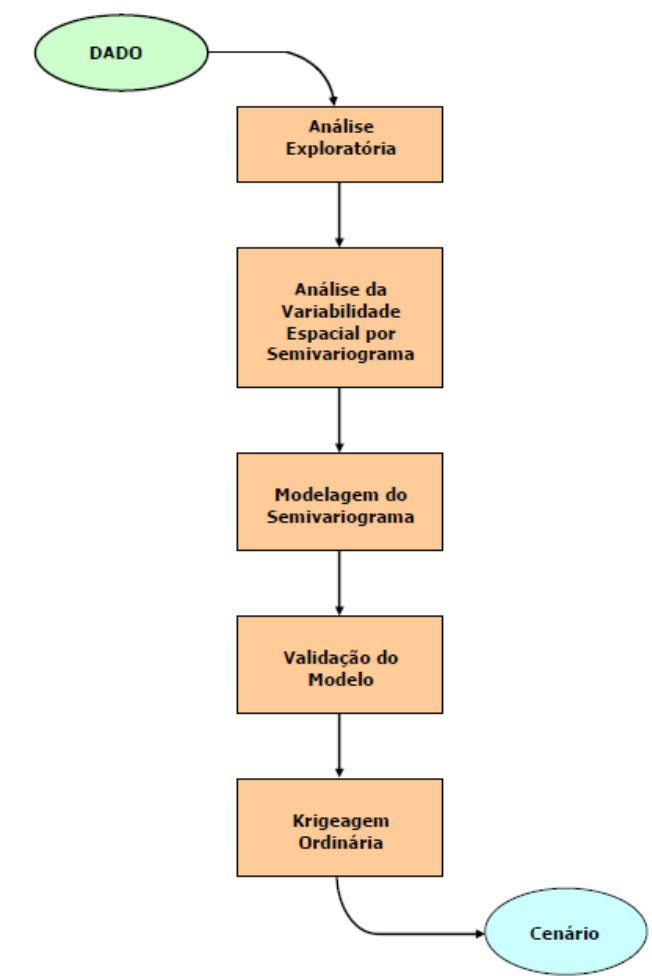 DADO
Análise
Exploratória
Análise da
Variabilidade
Espacial por
Semivariograma
Modelagem do
Semivariograma
Validação do
Modelo
Krigeagem
Ordinária
Cenário